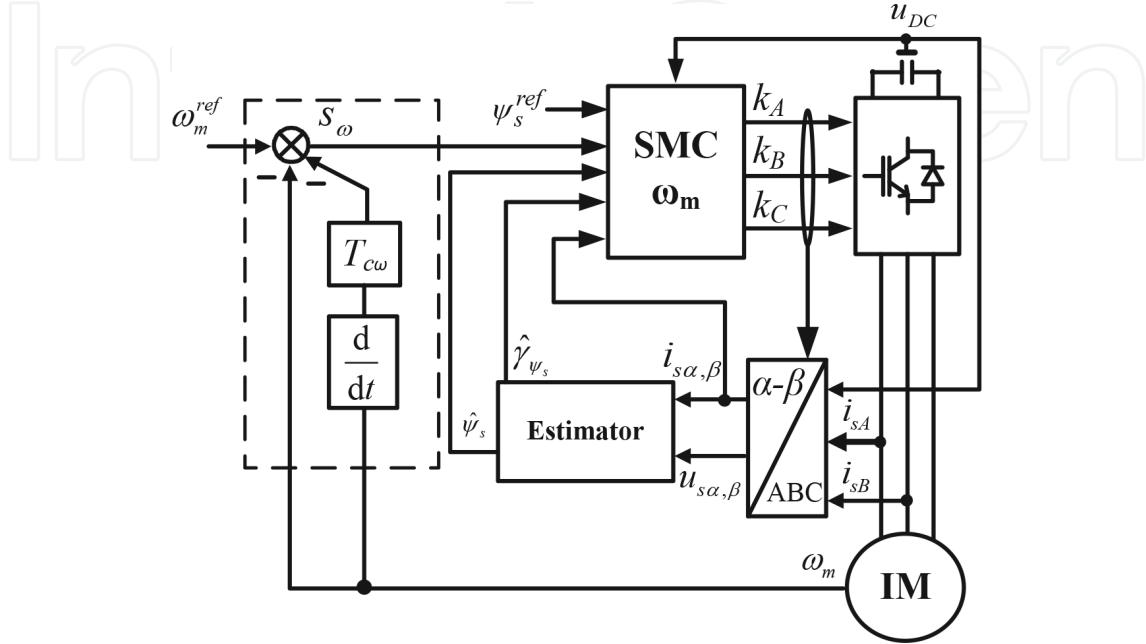 u_DC
ω_m^ref
s_ω
ψ_s^ref
SMC
ω_m
k_A
k_B
k_C
T_cω
d
dt
γ̂_ψs
ψ̂_s
Estimator
i_sα,β
u_sα,β
α-β
ABC
i_sA
i_sB
ω_m
IM